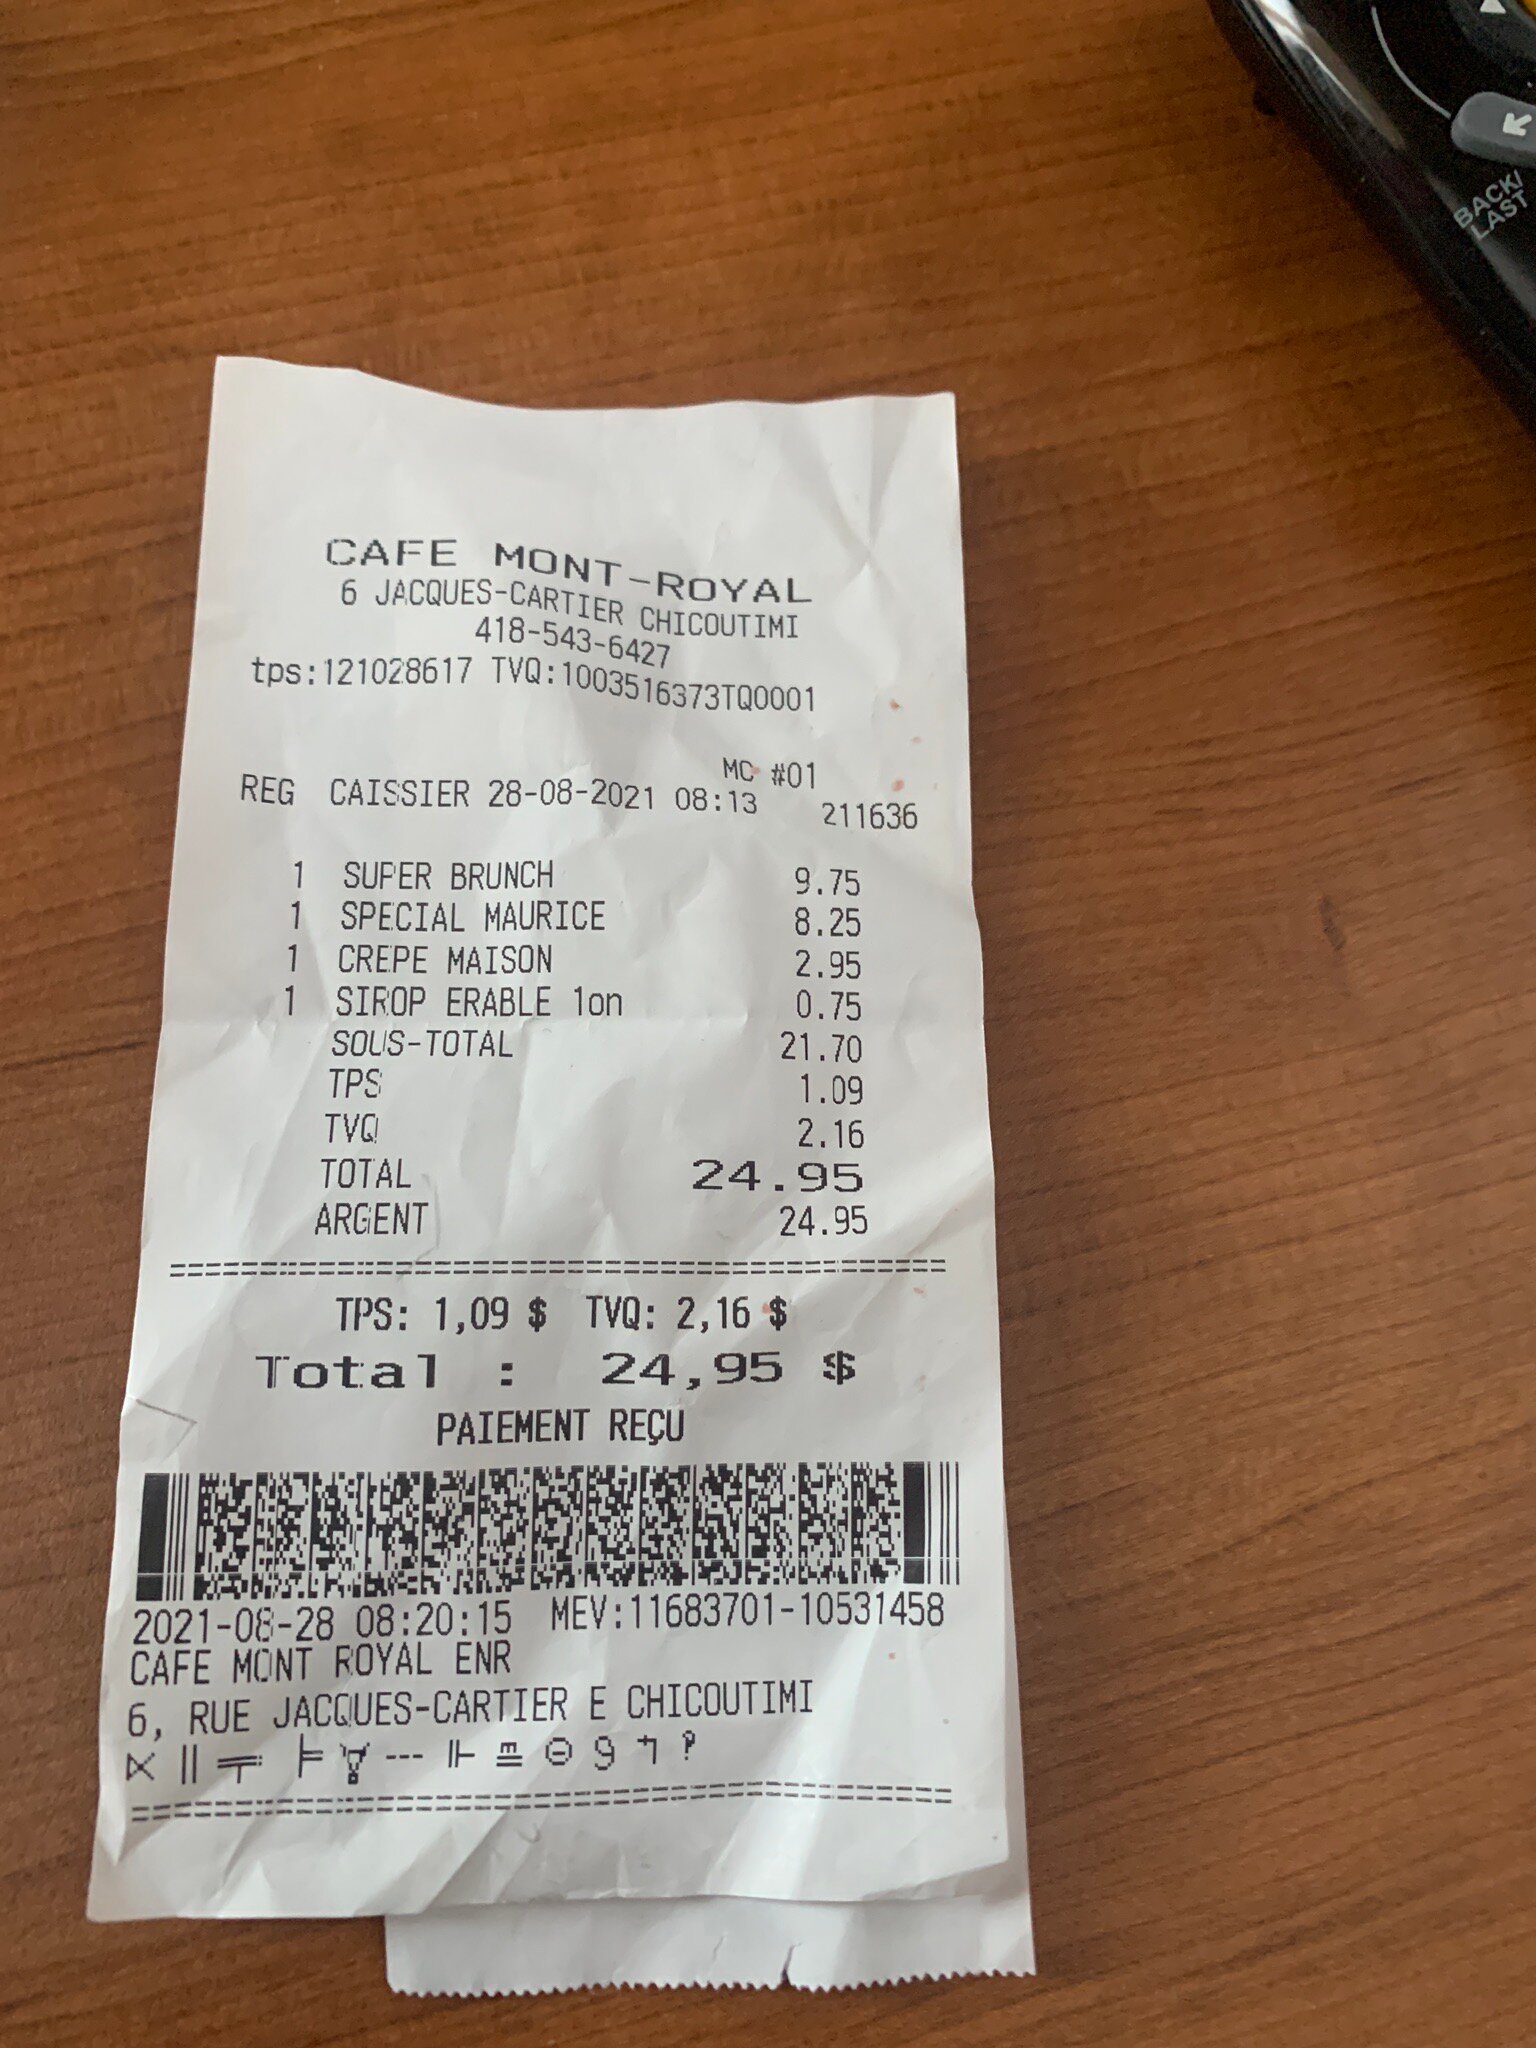 CAFE MONT-ROYAL
6 JACQUES-CARTIER CHICOUTIMI
418-543-6427
tps:121028617 TVQ:1003516373TQ0001
MC #01
REG CAISSIER 28-08-2021 08:13 211636
1 SUPER BRUNCH 9.75
1 SPECIAL MAURICE 8.25
1 CREPE MAISON 2.95
1 SIROP ERABLE 1on 0.75
SOUS-TOTAL 21.70
TPS 1.09
TVQ 2.16
TOTAL 24.95
ARGENT 24.95
TPS: 1,09 $ TVQ: 2,16 $
Total : 24,95 $
PAIEMENT REÇU
2021-08-28 08:20:15 MEV:11683701-10531458
CAFE MONT ROYAL ENR
6, RUE JACQUES-CARTIER E CHICOUTIMI
BACK/
LAST